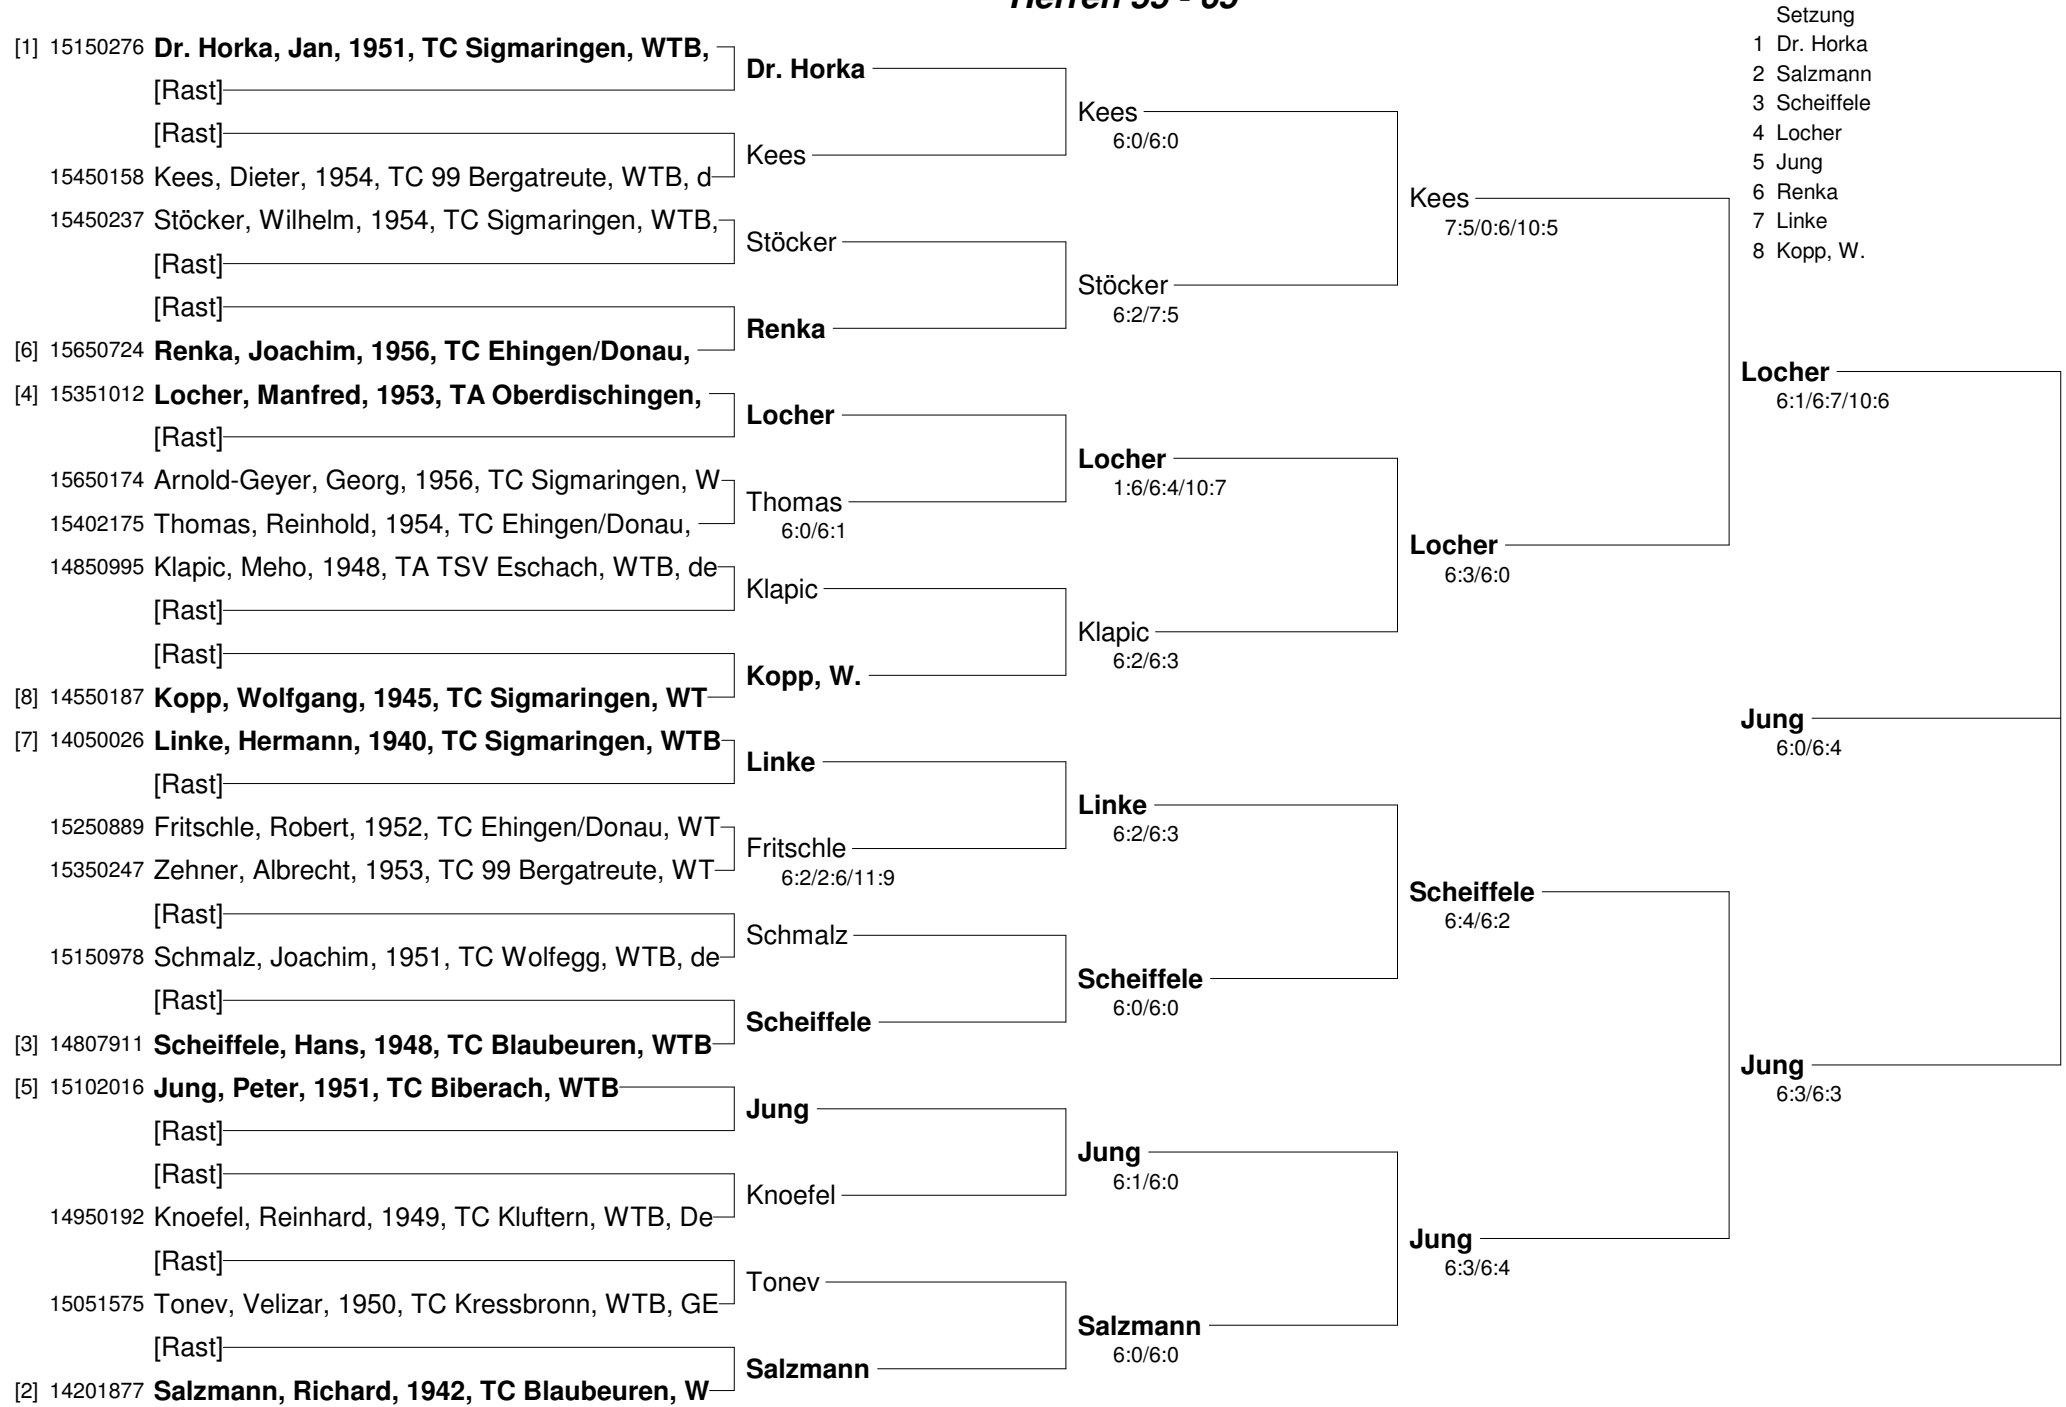 Herren 55 - 65
Setzung
1 Dr. Horka
2 Salzmann
3 Scheiffele
4 Locher
5 Jung
6 Renka
7 Linke
8 Kopp, W.
[1] 15150276 Dr. Horka, Jan, 1951, TC Sigmaringen, WTB,
[Rast]
[Rast]
15450158 Kees, Dieter, 1954, TC 99 Bergatreute, WTB, d
15450237 Stöcker, Wilhelm, 1954, TC Sigmaringen, WTB,
[Rast]
[Rast]
[6] 15650724 Renka, Joachim, 1956, TC Ehingen/Donau,
[4] 15351012 Locher, Manfred, 1953, TA Oberdischingen,
[Rast]
15650174 Arnold-Geyer, Georg, 1956, TC Sigmaringen, W
15402175 Thomas, Reinhold, 1954, TC Ehingen/Donau,
14850995 Klapic, Meho, 1948, TA TSV Eschach, WTB, de
[Rast]
[Rast]
[8] 14550187 Kopp, Wolfgang, 1945, TC Sigmaringen, WT
[7] 14050026 Linke, Hermann, 1940, TC Sigmaringen, WTB
[Rast]
15250889 Fritschle, Robert, 1952, TC Ehingen/Donau, WT
15350247 Zehner, Albrecht, 1953, TC 99 Bergatreute, WT
[Rast]
15150978 Schmalz, Joachim, 1951, TC Wolfegg, WTB, de
[Rast]
[3] 14807911 Scheiffele, Hans, 1948, TC Blaubeuren, WTB
[5] 15102016 Jung, Peter, 1951, TC Biberach, WTB
[Rast]
[Rast]
14950192 Knoefel, Reinhard, 1949, TC Kluftern, WTB, De
[Rast]
15051575 Tonev, Velizar, 1950, TC Kressbronn, WTB, GE
[Rast]
[2] 14201877 Salzmann, Richard, 1942, TC Blaubeuren, W
Dr. Horka
Kees
Stöcker
Renka
Locher
Thomas
6:0/6:1
Klapic
Kopp, W.
Linke
Fritschle
6:2/2:6/11:9
Schmalz
Scheiffele
Jung
Knoefel
Tonev
Salzmann
Kees
6:0/6:0
Stöcker
6:2/7:5
Locher
1:6/6:4/10:7
Klapic
6:2/6:3
Linke
6:2/6:3
Scheiffele
6:0/6:0
Jung
6:1/6:0
Salzmann
6:0/6:0
Kees
7:5/0:6/10:5
Locher
6:3/6:0
Scheiffele
6:4/6:2
Jung
6:3/6:4
Locher
6:1/6:7/10:6
Jung
6:0/6:4
Jung
6:3/6:3